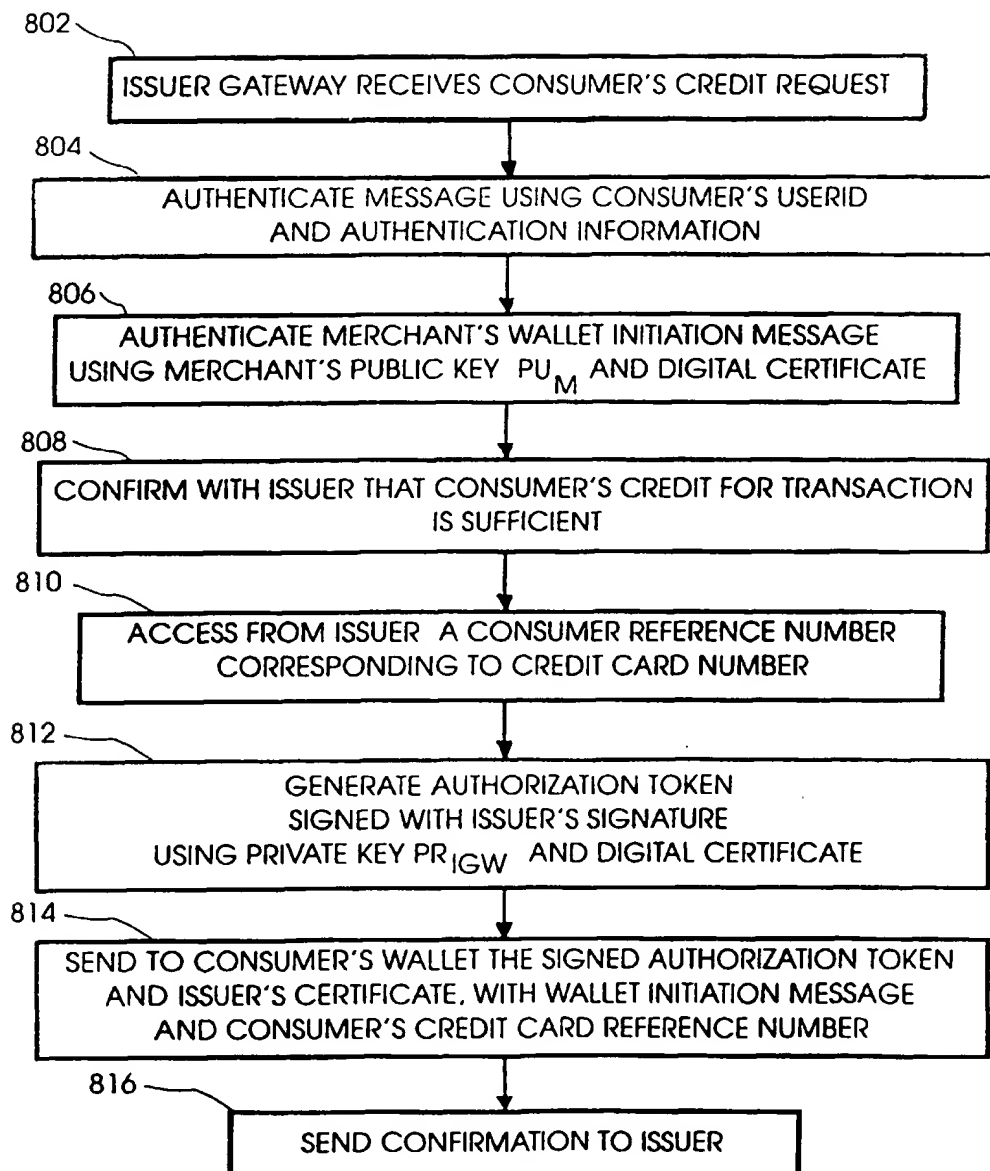 802
ISSUER GATEWAY RECEIVES CONSUMER'S CREDIT REQUEST
804
AUTHENTICATE MESSAGE USING CONSUMER'S USERID
AND AUTHENTICATION INFORMATION
806
AUTHENTICATE MERCHANT'S WALLET INITIATION MESSAGE
USING MERCHANT'S PUBLIC KEY PU_M AND DIGITAL CERTIFICATE
808
CONFIRM WITH ISSUER THAT CONSUMER'S CREDIT FOR TRANSACTION
IS SUFFICIENT
810
ACCESS FROM ISSUER A CONSUMER REFERENCE NUMBER
CORRESPONDING TO CREDIT CARD NUMBER
812
GENERATE AUTHORIZATION TOKEN
SIGNED WITH ISSUER'S SIGNATURE
USING PRIVATE KEY PR_IGW AND DIGITAL CERTIFICATE
814
SEND TO CONSUMER'S WALLET THE SIGNED AUTHORIZATION TOKEN
AND ISSUER'S CERTIFICATE, WITH WALLET INITIATION MESSAGE
AND CONSUMER'S CREDIT CARD REFERENCE NUMBER
816
SEND CONFIRMATION TO ISSUER